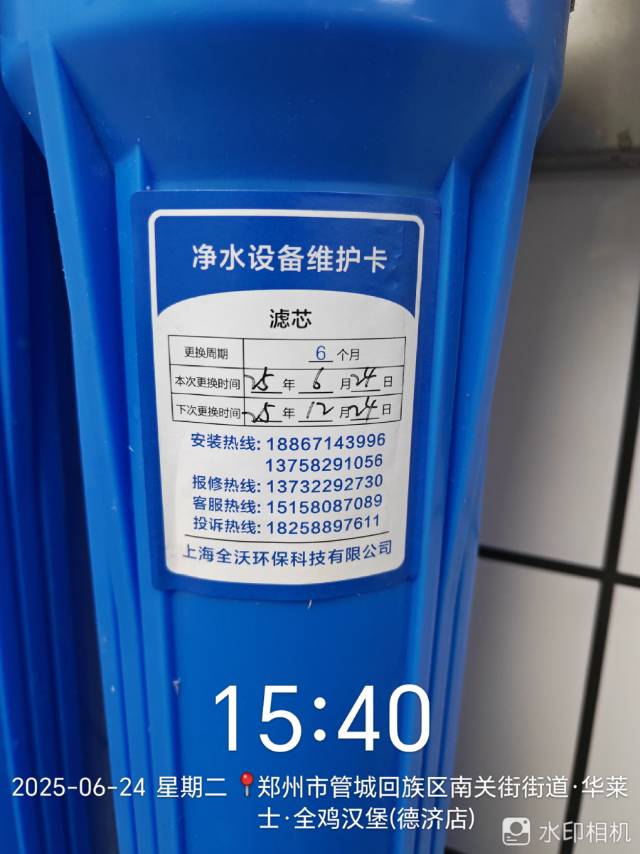 净水设备维护卡
滤芯
更换周期 6 个月
本次更换时间 25 年 6 月 24 日
下次更换时间 25 年 12 月 24 日
安装热线: 18867143996
13758291056
报修热线: 13732292730
客服热线: 15158087089
投诉热线: 18258897611
上海全沃环保科技有限公司
15:40
2025-06-24 星期二 郑州市管城回族区南关街街道·华莱
士·全鸡汉堡(德济店)
水印相机